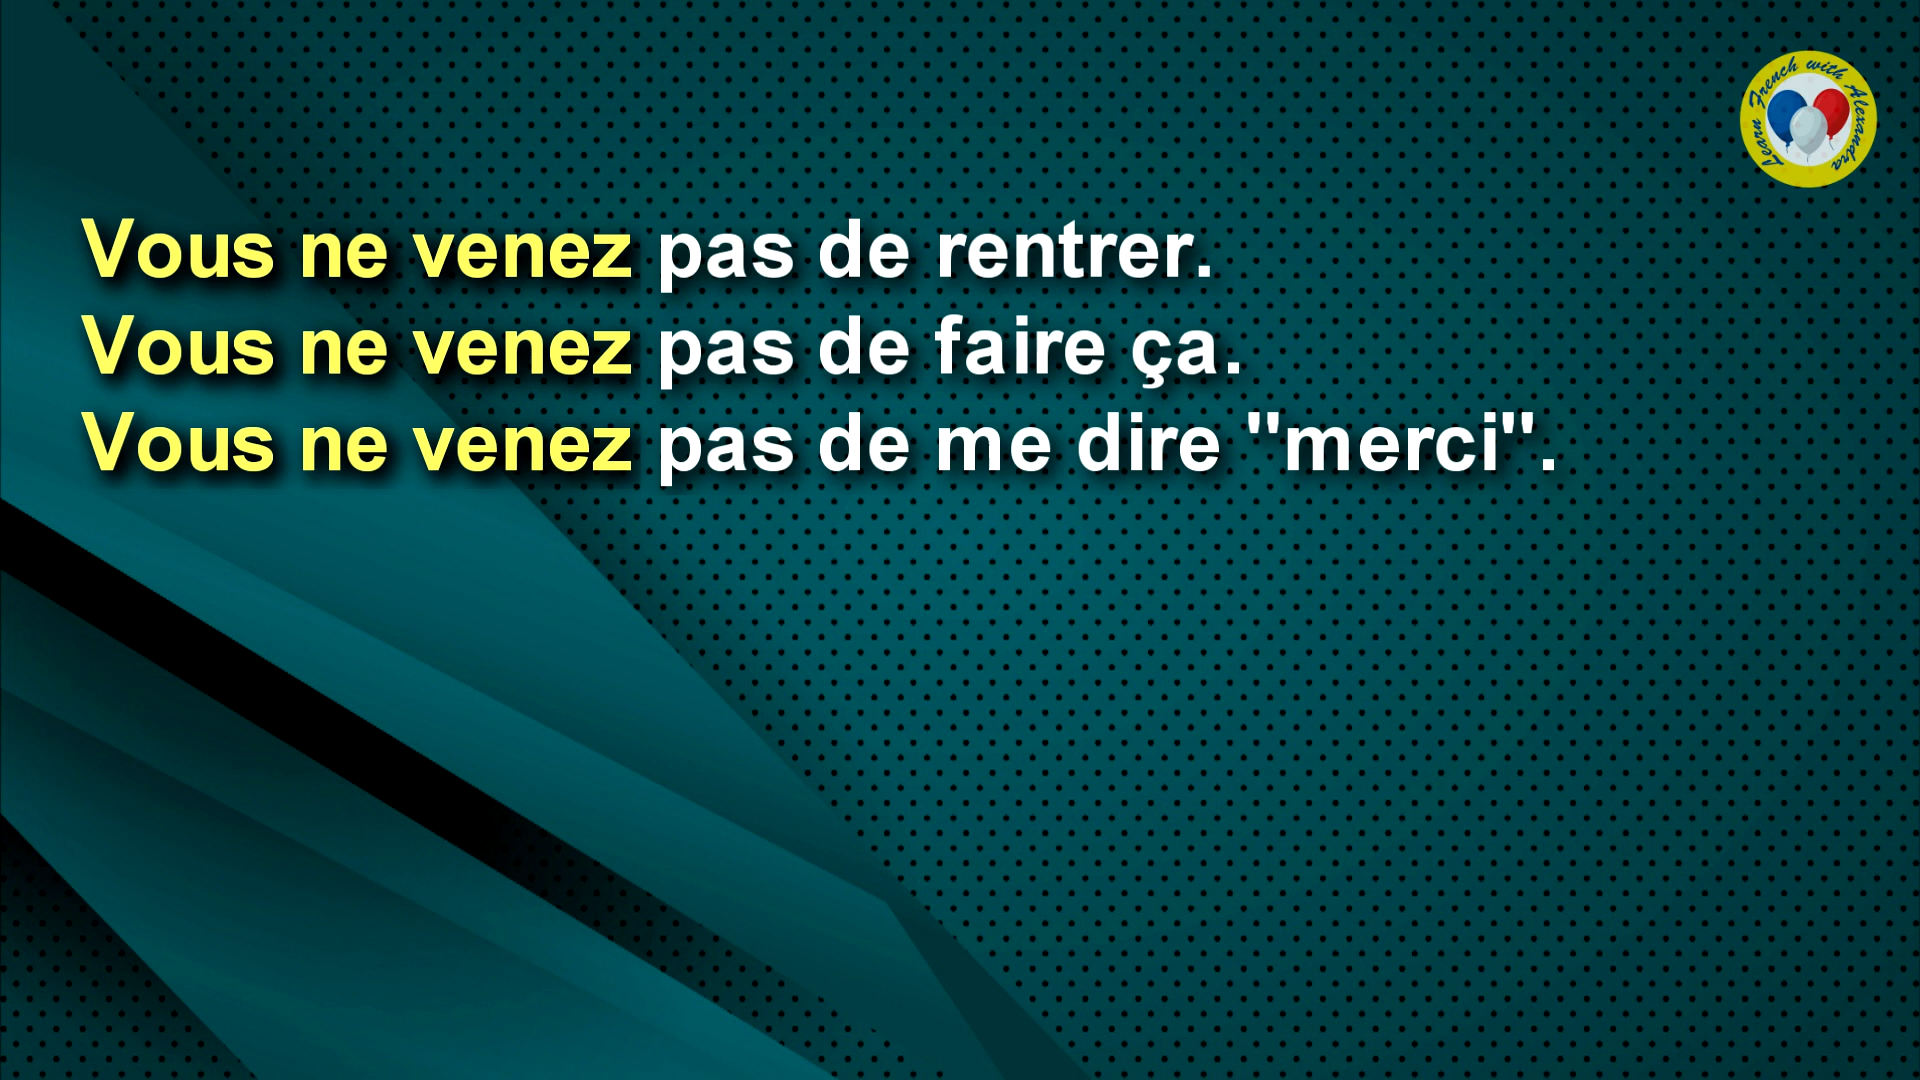 Learn French with Alexandra
Vous ne venez pas de rentrer.
Vous ne venez pas de faire ça.
Vous ne venez pas de me dire "merci".